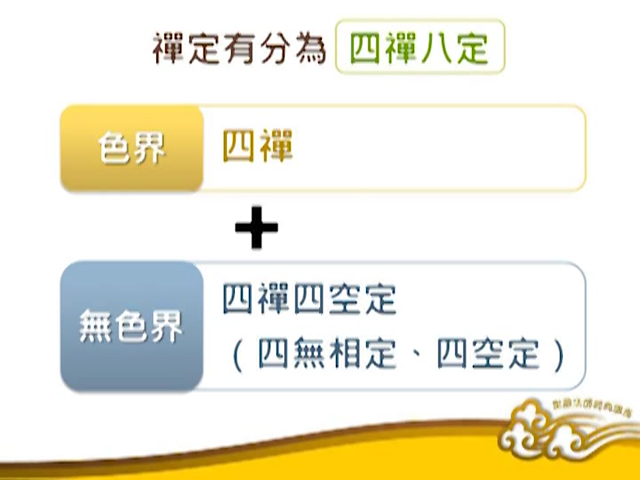 禪定有分為 四禪八定
色界 四禪
+
無色界 四禪四空定
(四無相定、四空定)